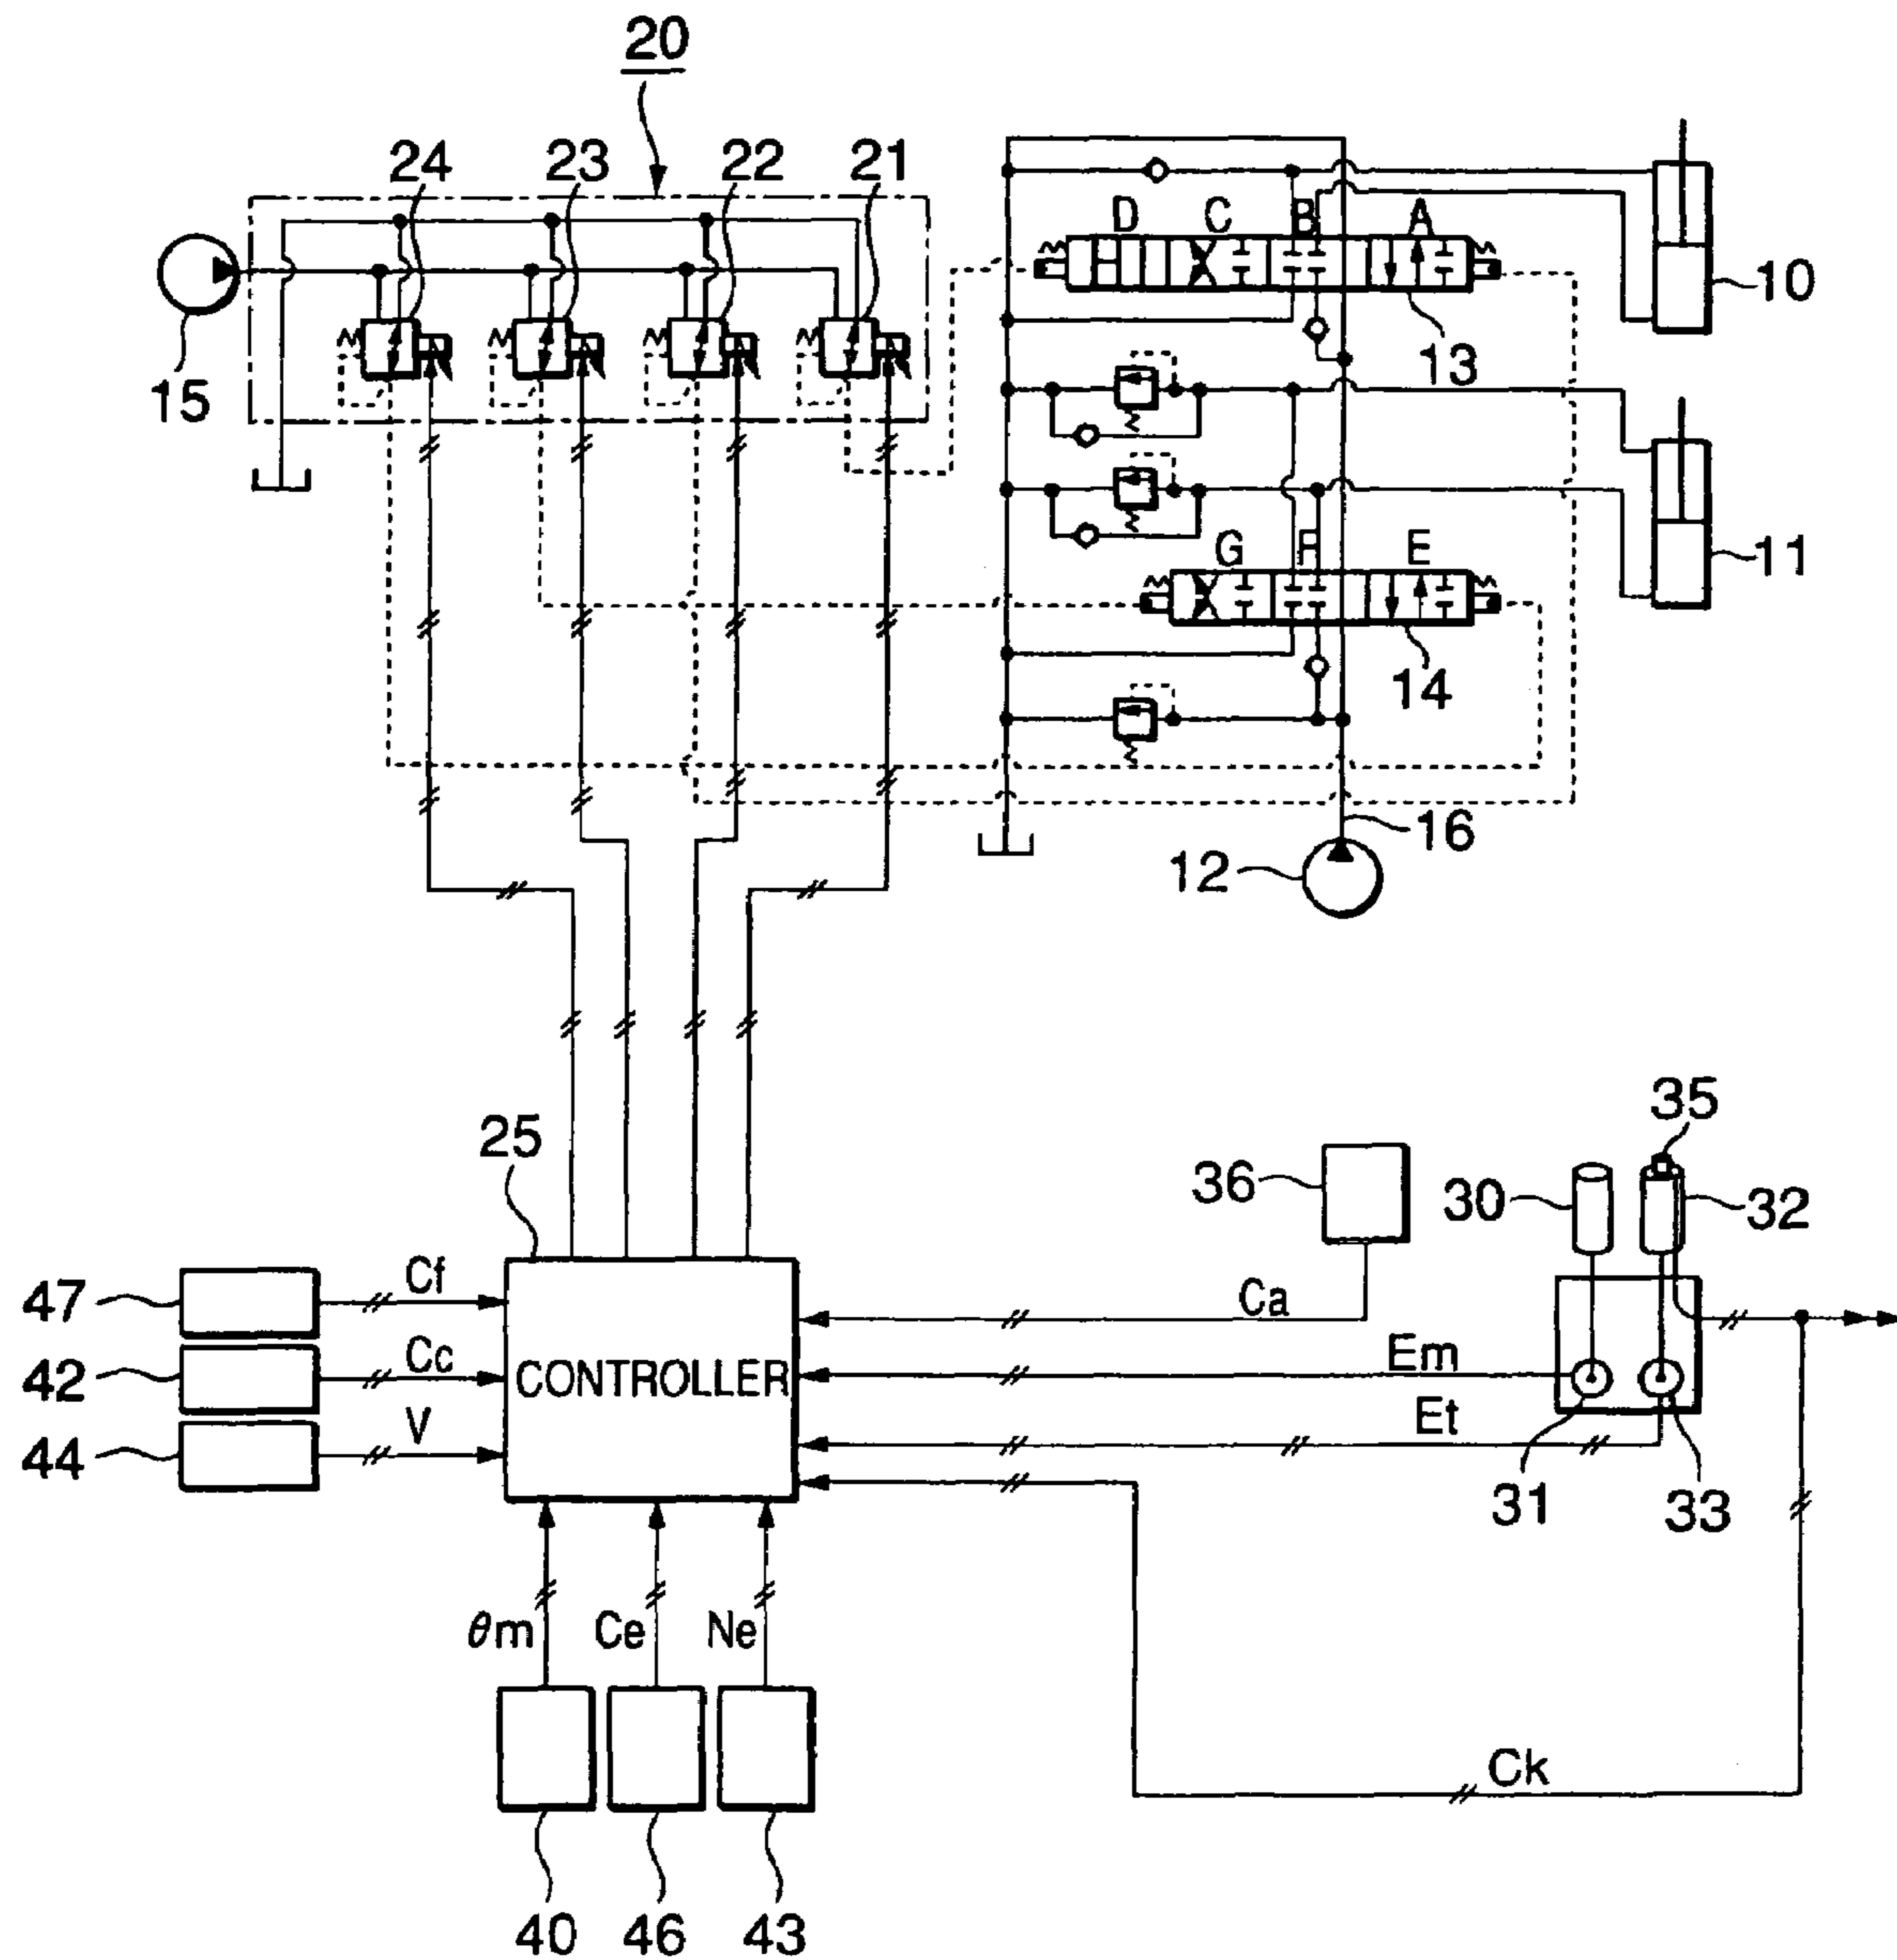 20
24 23 22 21
D C B A
10
15
13
G F E
11
14
16
12
35
25
36
30
32
47
Cf
Ca
42
Cc
CONTROLLER
Em
44
V
Et
31
33
θm Ce Ne
Ck
40 46 43